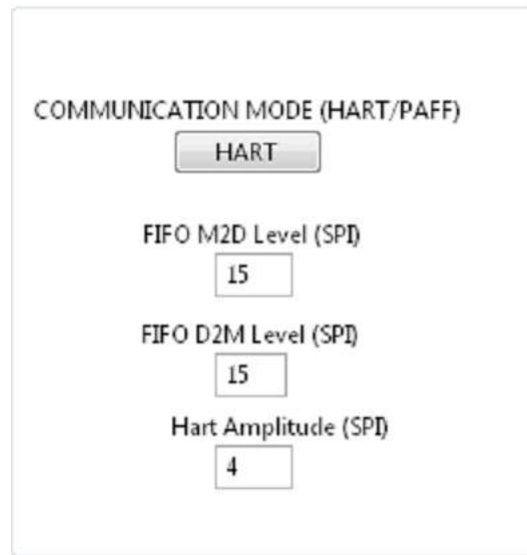 COMMUNICATION MODE (HART/PAFF)
HART
FIFO M2D Level (SPI)
15
FIFO D2M Level (SPI)
15
Hart Amplitude (SPI)
4